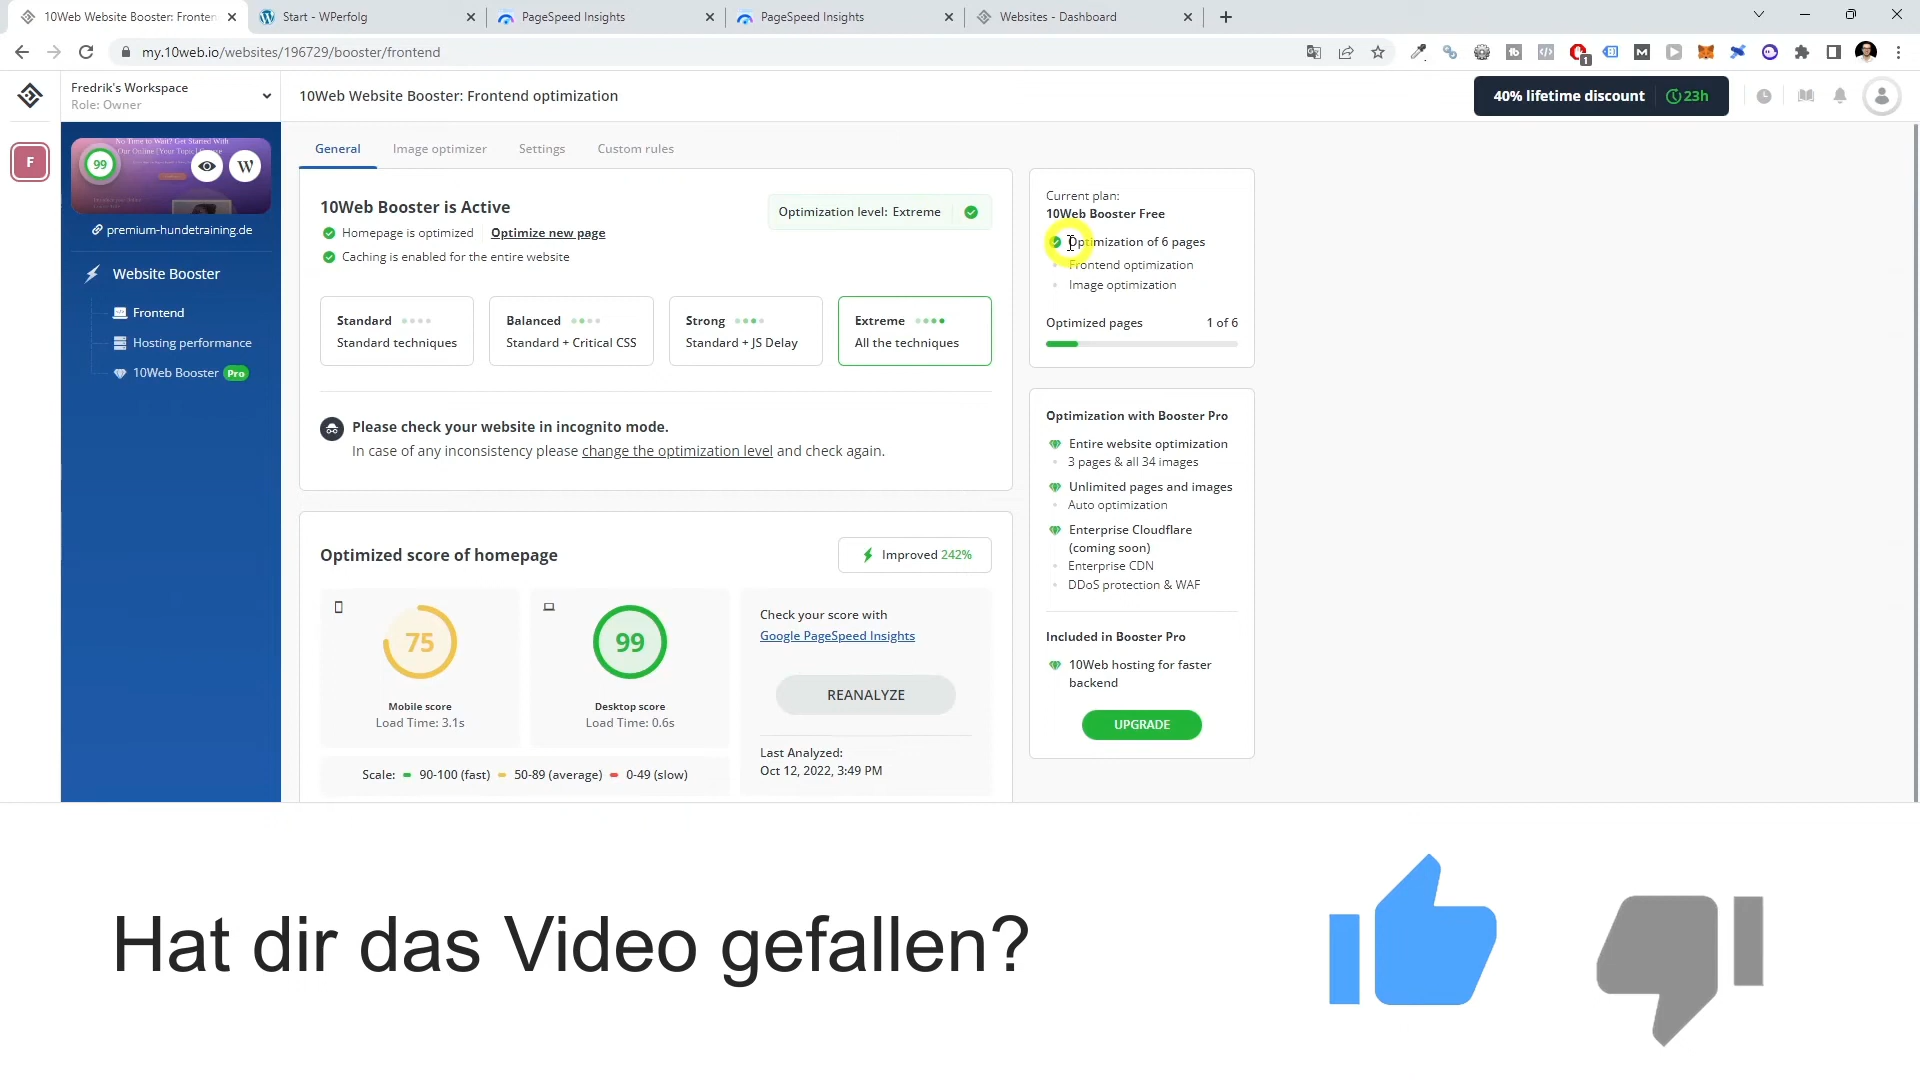 10Web Website Booster: Fronten
Start - WPerfolg
PageSpeed Insights
PageSpeed Insights
Websites - Dashboard
my.10web.io/websites/196729/booster/frontend
Fredrik's Workspace
Role: Owner
10Web Website Booster: Frontend optimization
40% lifetime discount
23h
F
No Time to Wait? Get Started With
Our Online [Your Topic]
99
W
premium-hundetraining.de
Website Booster
Frontend
Hosting performance
10Web Booster Pro
General
Image optimizer
Settings
Custom rules
10Web Booster is Active
Optimization level: Extreme
Homepage is optimized
Optimize new page
Caching is enabled for the entire website
Standard
Standard techniques
Balanced
Standard + Critical CSS
Strong
Standard + JS Delay
Extreme
All the techniques
Please check your website in incognito mode.
In case of any inconsistency please change the optimization level and check again.
Optimized score of homepage
Improved 242%
75
Mobile score
Load Time: 3.1s
99
Desktop score
Load Time: 0.6s
Check your score with
Google PageSpeed Insights
REANALYZE
Last Analyzed:
Oct 12, 2022, 3:49 PM
Scale: 90-100 (fast) 50-89 (average) 0-49 (slow)
Current plan:
10Web Booster Free
Optimization of 6 pages
Frontend optimization
Image optimization
Optimized pages 1 of 6
Optimization with Booster Pro
Entire website optimization
3 pages & all 34 images
Unlimited pages and images
Auto optimization
Enterprise Cloudflare
(coming soon)
Enterprise CDN
DDoS protection & WAF
Included in Booster Pro
10Web hosting for faster
backend
UPGRADE
Hat dir das Video gefallen?